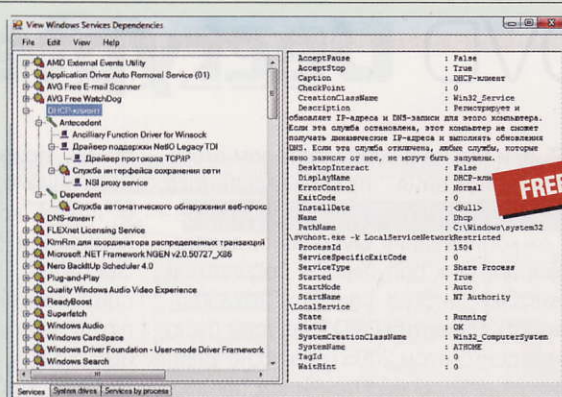 View Windows Services Dependencies
File Edit View Help
AMD External Events Utility
Application Driver Auto Removal Service (01)
AVG Free E-mail Scanner
AVG Free WatchDog
DHCP-клиент
Antecedent
Ancilliary Function Driver for Winsock
Драйвер поддержки NetIO Legacy TDI
Драйвер протокола TCP/IP
Служба интерфейса сохранения сети
NSI proxy service
Dependent
Служба автоматического обнаружения веб-прокс
DNS-клиент
FLEXnet Licensing Service
KtmRm для координатора распределенных транзакций
Microsoft .NET Framework NGEN v2.0.50727_X86
Nero BackItUp Scheduler 4.0
Plug-and-Play
Quality Windows Audio Video Experience
ReadyBoost
Superfetch
Windows Audio
Windows CardSpace
Windows Driver Foundation - User-mode Driver Framework
Windows Search
Services System drives Services by process
AcceptPause : False
AcceptStop : True
Caption : DHCP-клиент
CheckPoint : 0
CreationClassName : Win32_Service
Description : Регистрирует и
обновляет IP-адреса и DNS-записи для этого компьютера.
Если эта служба остановлена, этот компьютер не сможет
получать динамические IP-адреса и выполнять обновления
DNS. Если эта служба отключена, любые службы, которые
явно зависят от нее, не могут быть запущены.
DesktopInteract : False
DisplayName : DHCP-кли
ErrorControl : Normal
ExitCode : 0
InstallDate : <Null>
Name : Dhcp
PathName : C:\Windows\system32
\svchost.exe -k LocalServiceNetworkRestricted
ProcessId : 1504
ServiceSpecificExitCode : 0
ServiceType : Share Process
Started : True
StartMode : Auto
StartName : NT Authority
\LocalService
State : Running
Status : OK
SystemCreationClassName : Win32_ComputerSystem
SystemName : ATHOME
TagId : 0
WaitHint : 0
FREE